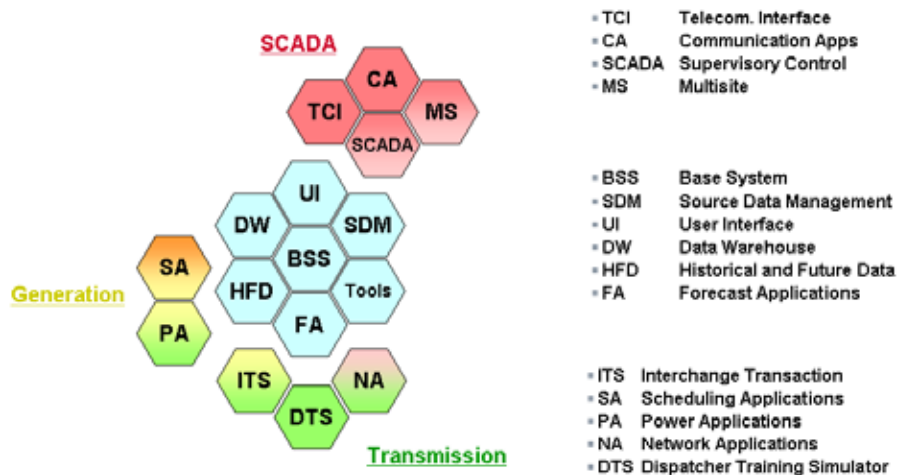 SCADA
CA
TCI
MS
SCADA
UI
DW
SDM
BSS
HFD
Tools
FA
SA
Generation
PA
ITS
NA
DTS
Transmission
TCI Telecom. Interface
CA Communication Apps
SCADA Supervisory Control
MS Multisite
BSS Base System
SDM Source Data Management
UI User Interface
DW Data Warehouse
HFD Historical and Future Data
FA Forecast Applications
ITS Interchange Transaction
SA Scheduling Applications
PA Power Applications
NA Network Applications
DTS Dispatcher Training Simulator